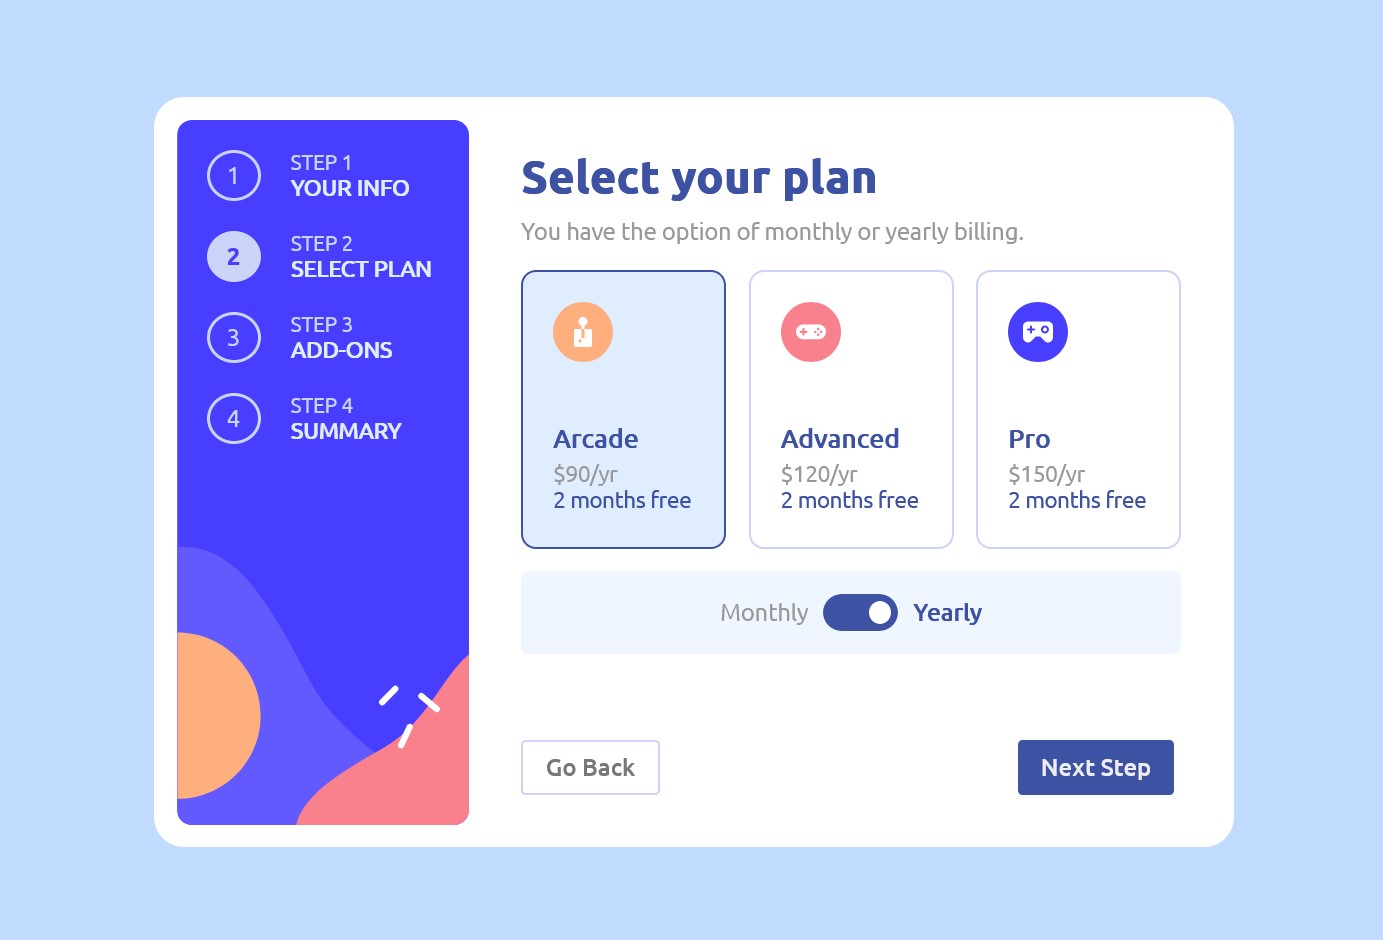 1
STEP 1
YOUR INFO
2
STEP 2
SELECT PLAN
3
STEP 3
ADD-ONS
4
STEP 4
SUMMARY
Select your plan
You have the option of monthly or yearly billing.
Arcade
$90/yr
2 months free
Advanced
$120/yr
2 months free
Pro
$150/yr
2 months free
Monthly
Yearly
Go Back
Next Step